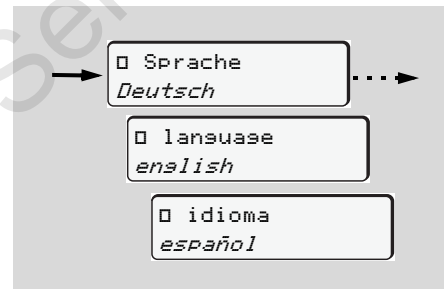 □ Sprache
Deutsch
□ language
english
□ idioma
español